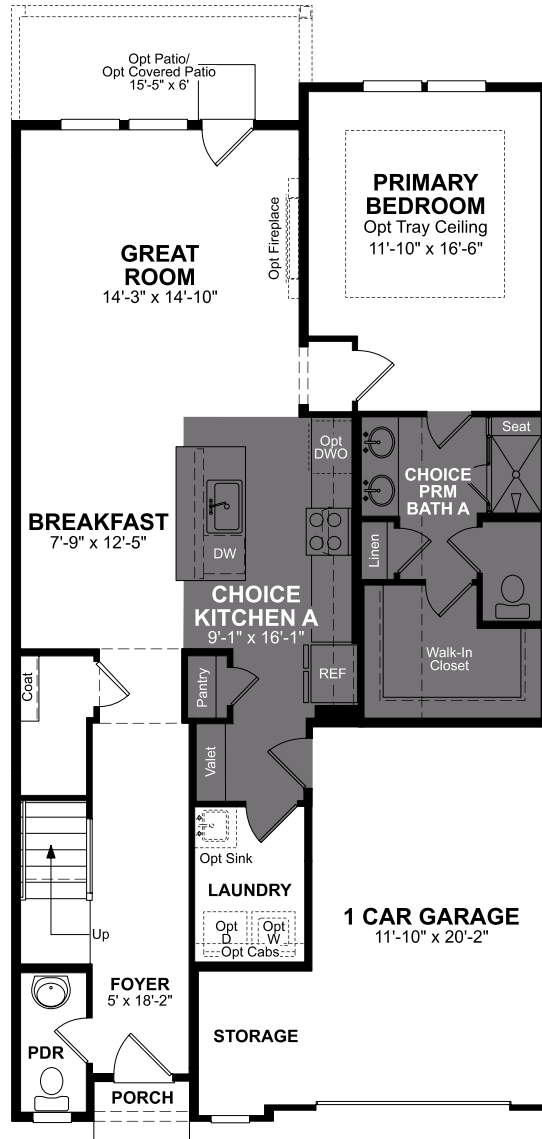 Opt Patio/
Opt Covered Patio
15'-5" x 6'
PRIMARY
BEDROOM
Opt Tray Ceiling
11'-10" x 16'-6"
Opt Fireplace
GREAT
ROOM
14'-3" x 14'-10"
Opt
DWO
Seat
CHOICE
PRM
BATH A
BREAKFAST
7'-9" x 12'-5"
DW
Linen
CHOICE
KITCHEN A
9'-1" x 16'-1"
Walk-In
Closet
REF
Pantry
Coat
Valet
Opt Sink
LAUNDRY
Opt
D
Opt
W
Opt Cabs
1 CAR GARAGE
11'-10" x 20'-2"
Up
FOYER
5' x 18'-2"
STORAGE
PDR
PORCH